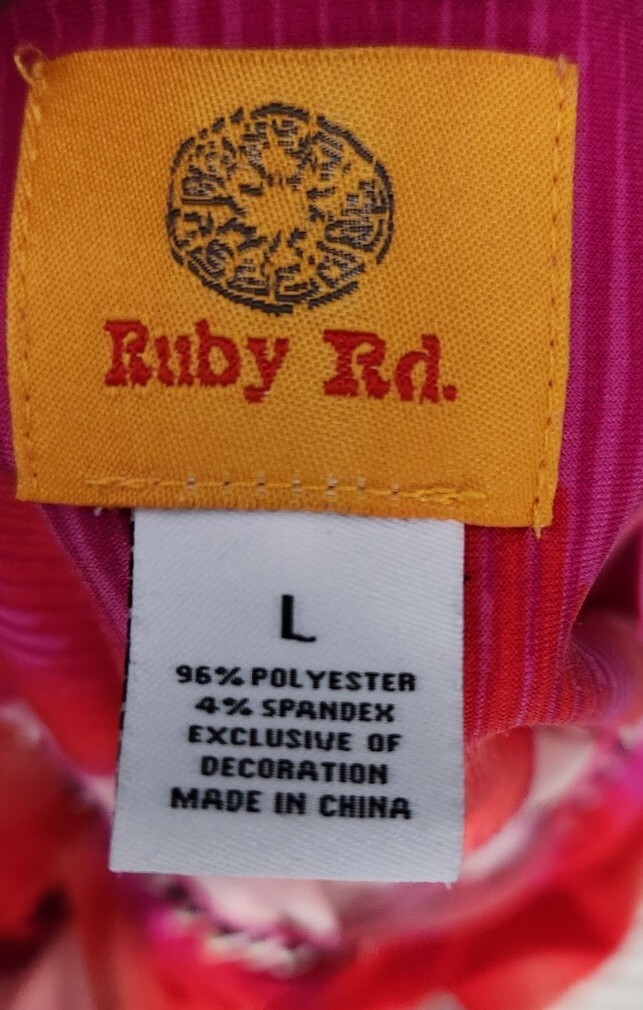 Ruby Rd.
L
96% POLYESTER
4% SPANDEX
EXCLUSIVE OF
DECORATION
MADE IN CHINA